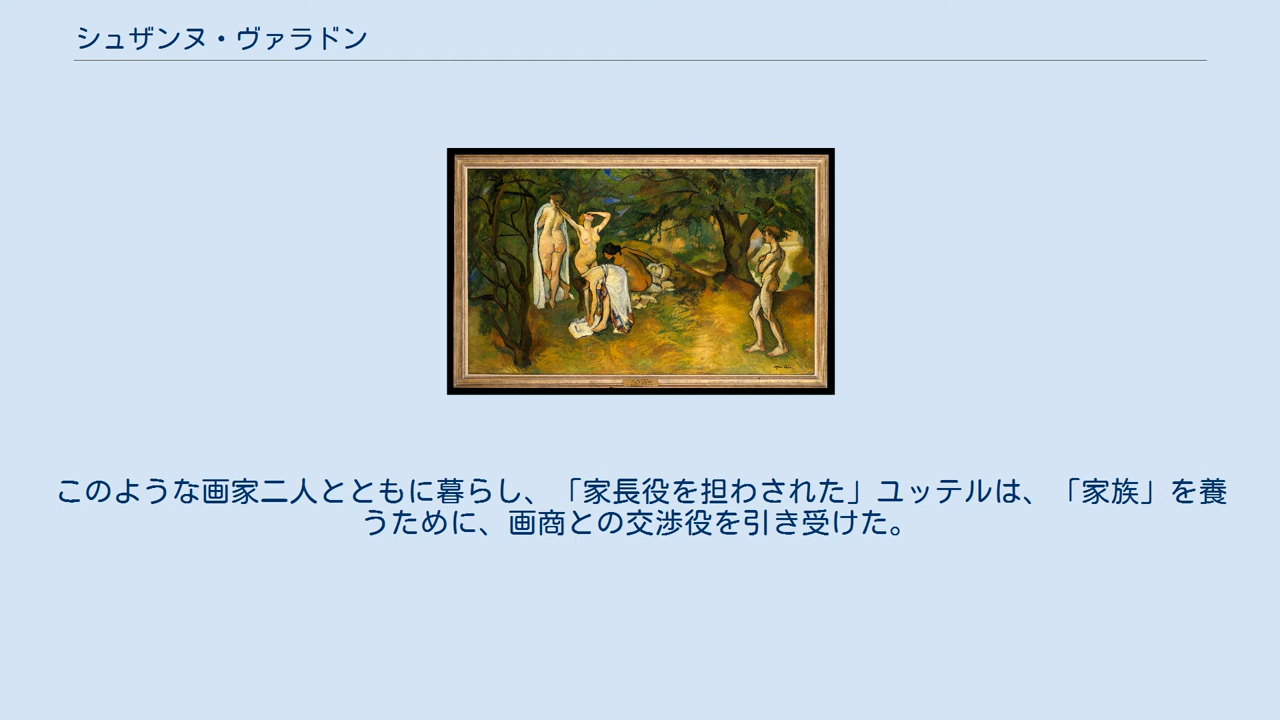 シュザンヌ・ヴァラドン
このような画家二人とともに暮らし、「家長役を担わされた」ユッテルは、「家族」を養
うために、画商との交渉役を引き受けた。